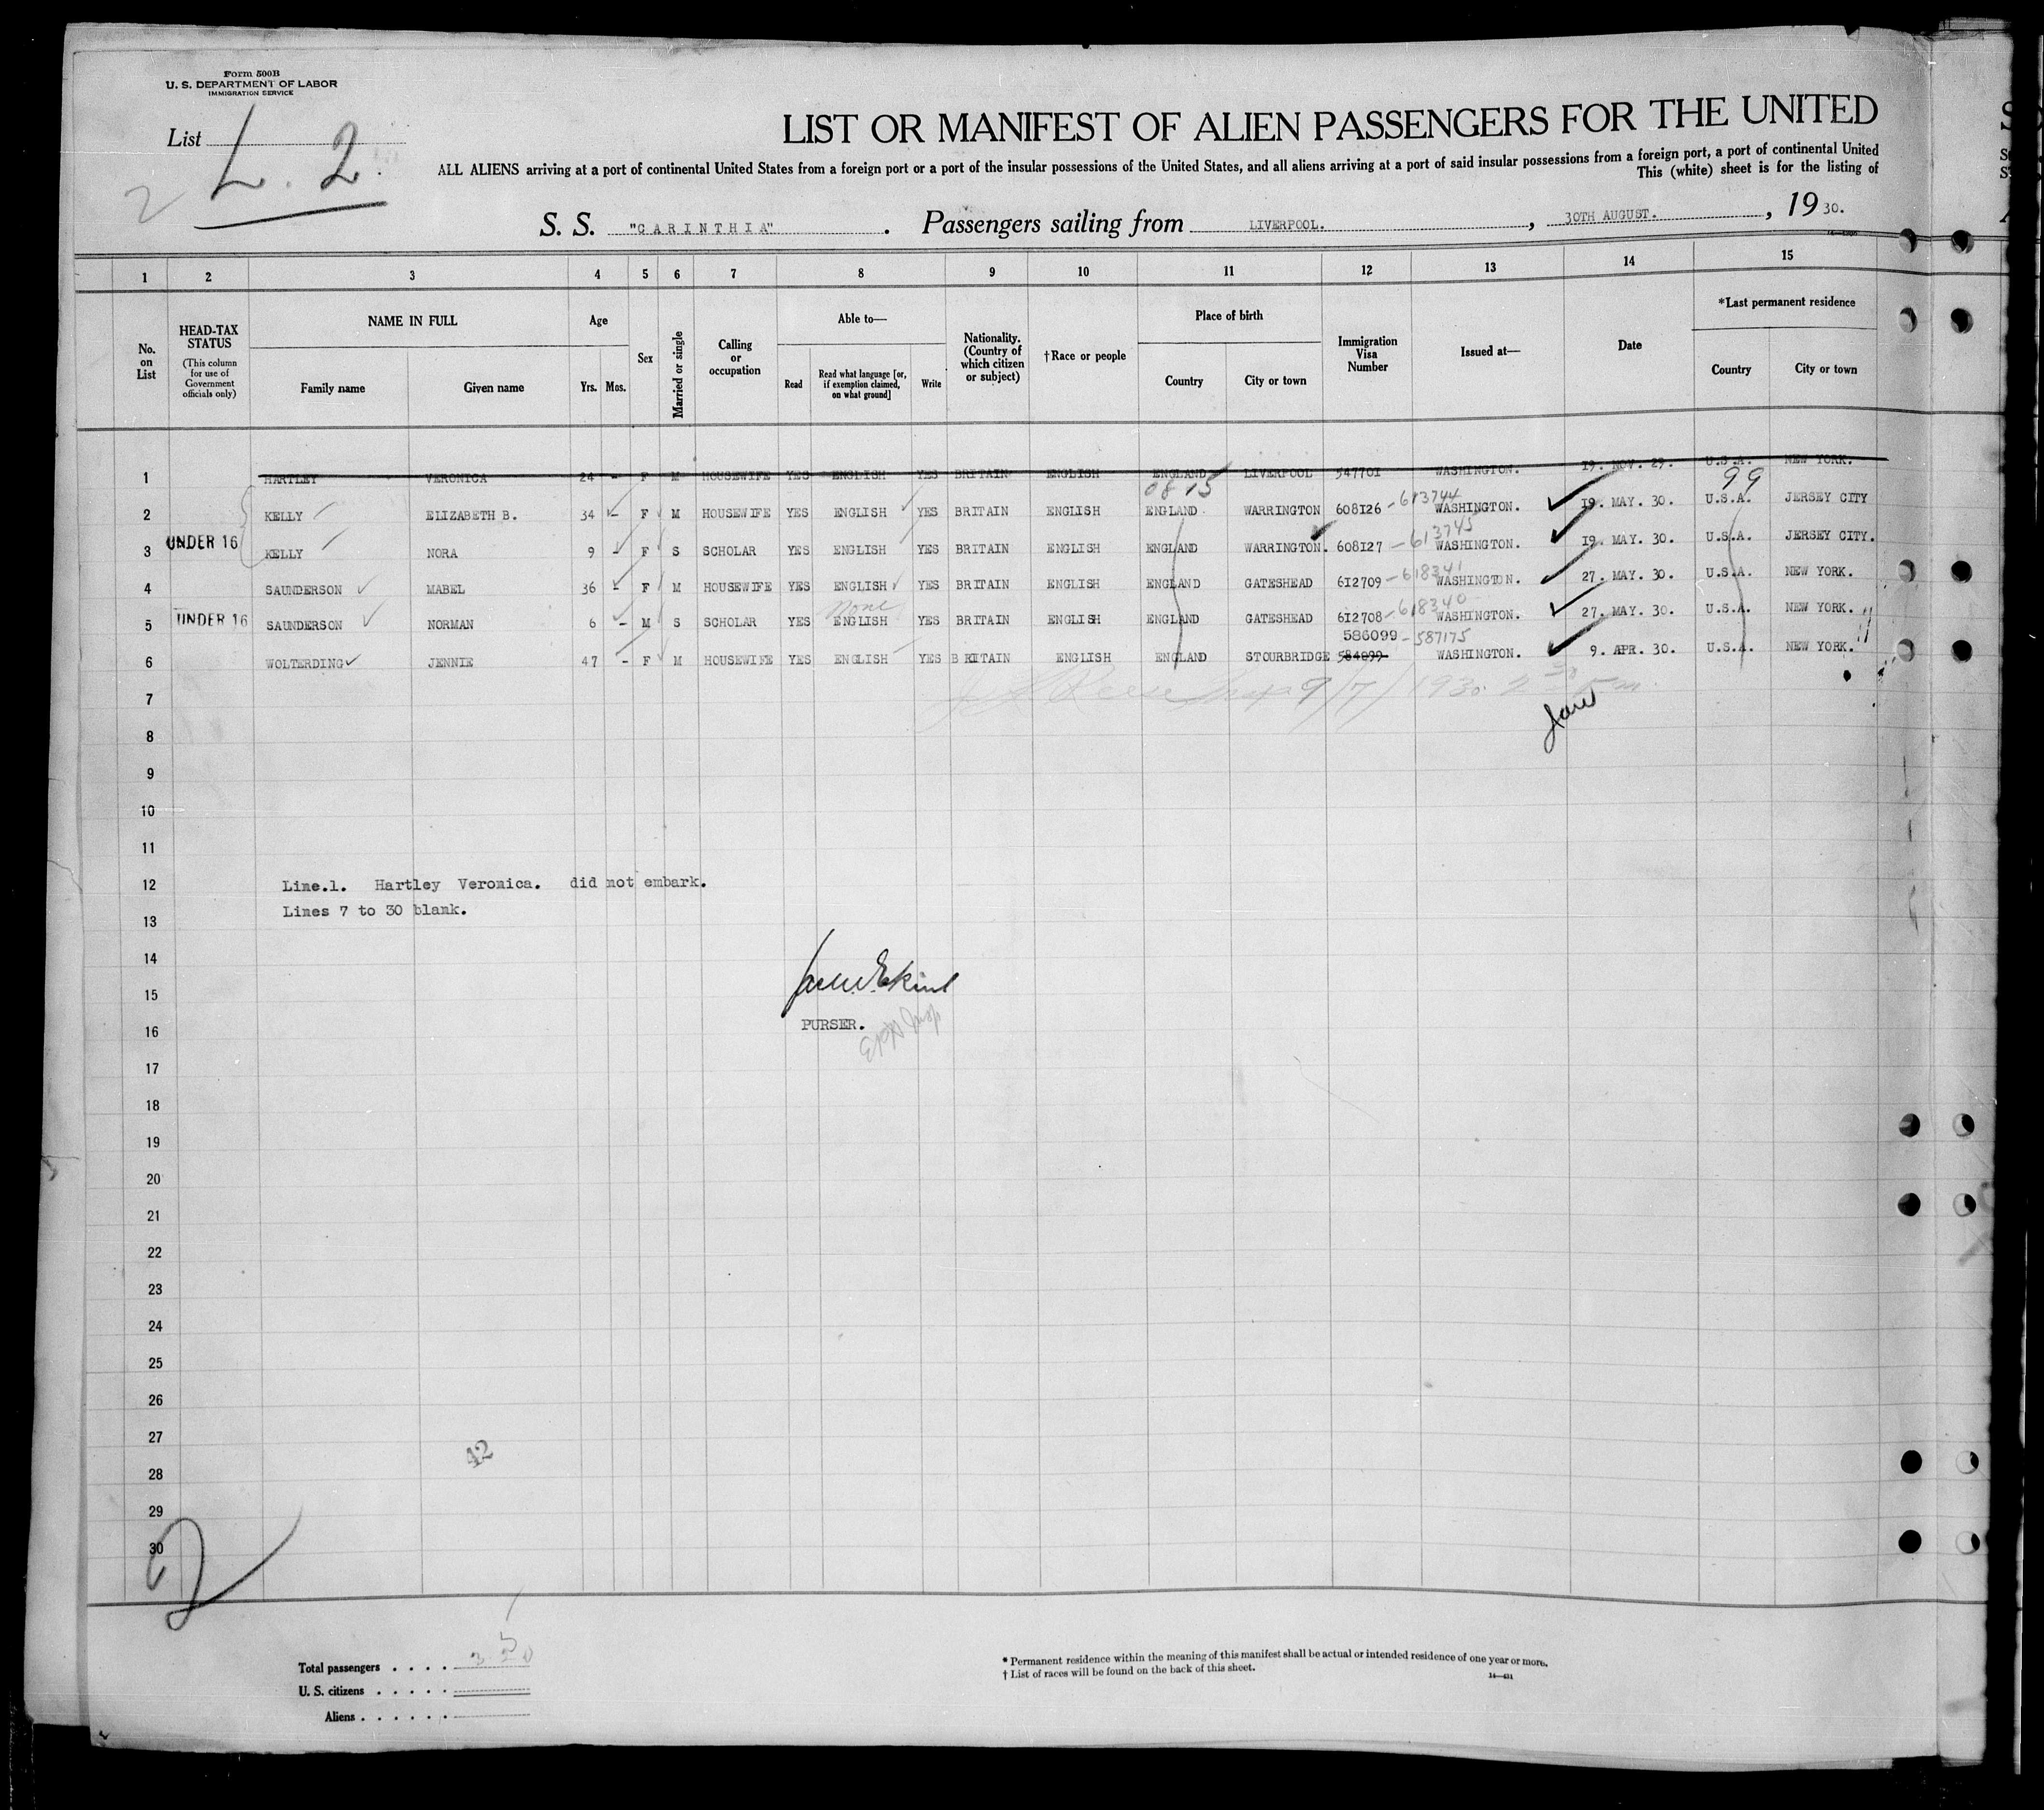 Form 500B
U. S. DEPARTMENT OF LABOR
IMMIGRATION SERVICE
List L. 2.
2
LIST OR MANIFEST OF ALIEN PASSENGERS FOR THE UNITED
ALL ALIENS arriving at a port of continental United States from a foreign port or a port of the insular possessions of the United States, and all aliens arriving at a port of said insular possessions from a foreign port, a port of continental United
This (white) sheet is for the listing of
S. S. "CARINTHIA" . Passengers sailing from LIVERPOOL. , 30TH AUGUST. , 19 30.
1 2 3 4 5 6 7 8 9 10 11 12 13 14 15
No. on List
HEAD-TAX STATUS
(This column for use of Government officials only)
NAME IN FULL
Family name Given name
Age
Yrs. Mos.
Sex
Married or single
Calling or occupation
Able to—
Read
Read what language [or, if exemption claimed, on what ground]
Write
Nationality. (Country of which citizen or subject)
†Race or people
Place of birth
Country City or town
Immigration Visa Number
Issued at—
Date
*Last permanent residence
Country City or town
1 HARTLEY VERONICA 24 - F M HOUSEWIFE YES ENGLISH YES BRITAIN ENGLISH ENGLAND LIVERPOOL 547701 WASHINGTON. 19. NOV. 29. U.S.A. NEW YORK.
08 15 99
2 KELLY ELIZABETH B. 34 - F M HOUSEWIFE YES ENGLISH YES BRITAIN ENGLISH ENGLAND. WARRINGTON 608126 - 613744 WASHINGTON. 19. MAY. 30. U.S.A. JERSEY CITY
3 UNDER 16 KELLY NORA 9 - F S SCHOLAR YES ENGLISH YES BRITAIN ENGLISH ENGLAND WARRINGTON. 608127 - 613745 WASHINGTON. 19. MAY. 30. U.S.A. JERSEY CITY.
4 SAUNDERSON MABEL 36 - F M HOUSEWIFE YES ENGLISH YES BRITAIN ENGLISH ENGLAND GATESHEAD 612709 - 618341 WASHINGTON. 27. MAY. 30. U.S.A. NEW YORK.
none
5 UNDER 16 SAUNDERSON NORMAN 6 - M S SCHOLAR YES ENGLISH YES BRITAIN ENGLISH ENGLAND GATESHEAD 612708 - 618340 WASHINGTON. 27. MAY. 30. U.S.A. NEW YORK.
586099 - 587175
6 WOLTERDING JENNIE 47 - F M HOUSEWIFE YES ENGLISH YES BRITAIN ENGLISH ENGLAND STOURBRIDGE 584099 WASHINGTON. 9. APR. 30. U.S.A. NEW YORK.
7 9/7/1930
8
9
10
11
12 Line.1. Hartley Veronica. did not embark.
Lines 7 to 30 blank.
13
14
15
PURSER.
16
17
18
19
20
21
22
23
24
25
26
27
42
28
29
30
2
Total passengers . . . .
U. S. citizens . . . . .
Aliens . . . . . .
* Permanent residence within the meaning of this manifest shall be actual or intended residence of one year or more.
† List of races will be found on the back of this sheet.